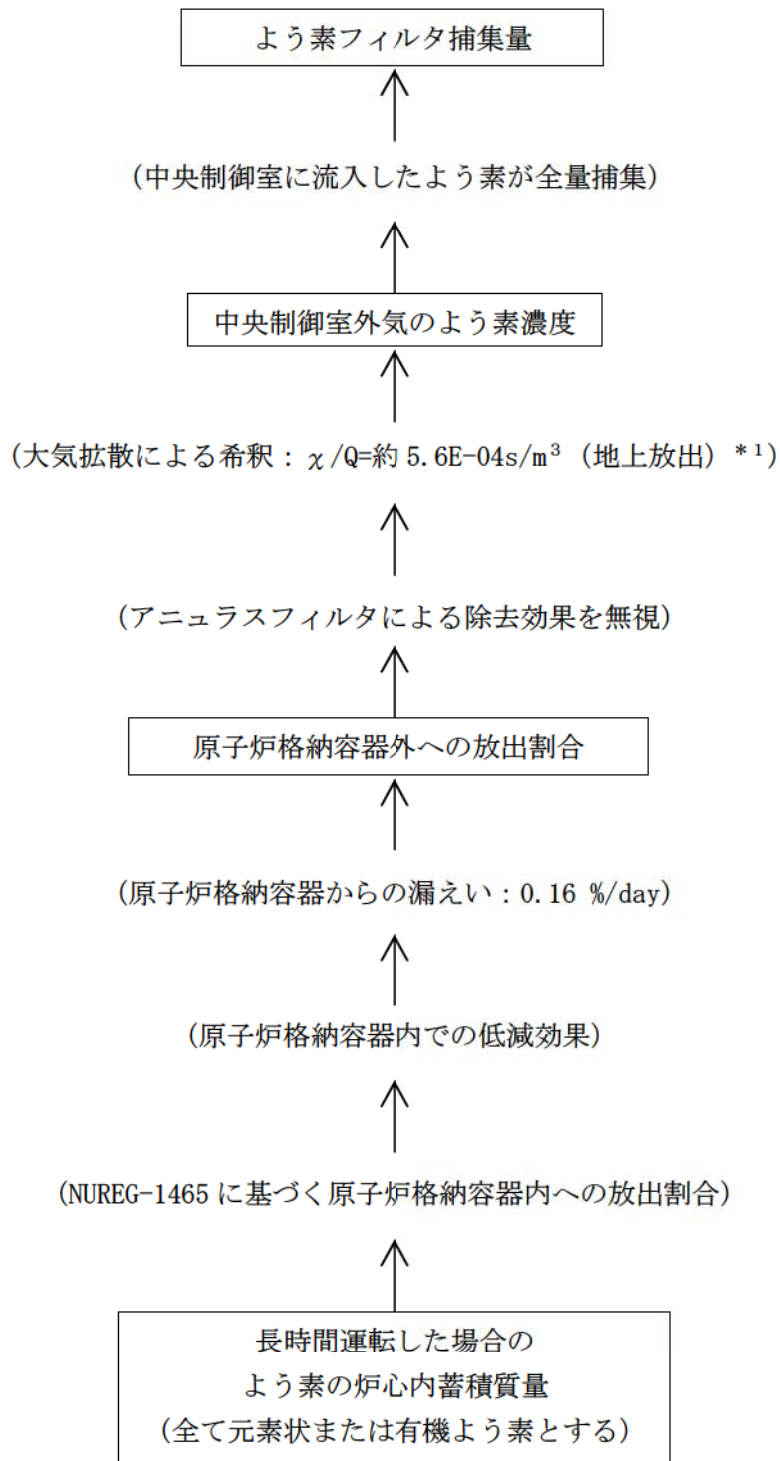 よう素フィルタ捕集量
(中央制御室に流入したよう素が全量捕集)
中央制御室外気のよう素濃度
(大気拡散による希釈：χ/Q=約 5.6E-04s/m³（地上放出）*¹)
(アニュラスフィルタによる除去効果を無視)
原子炉格納容器外への放出割合
(原子炉格納容器からの漏えい：0.16 %/day)
(原子炉格納容器内での低減効果)
(NUREG-1465 に基づく原子炉格納容器内への放出割合)
長時間運転した場合の
よう素の炉心内蓄積質量
(全て元素状または有機よう素とする)